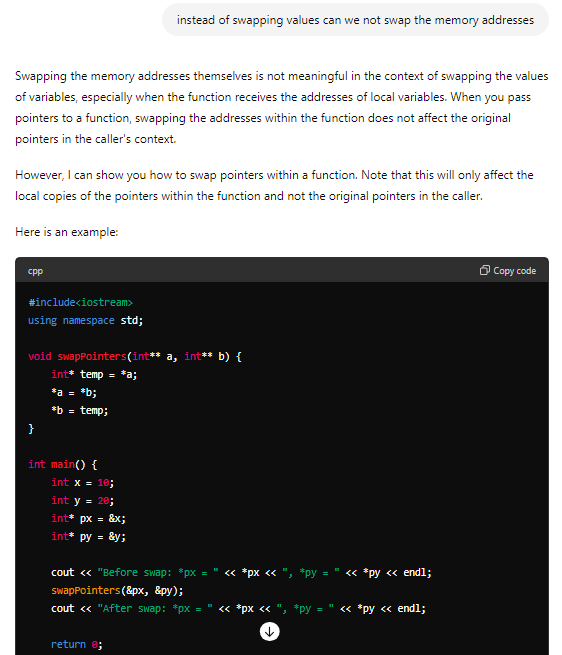 instead of swapping values can we not swap the memory addresses
Swapping the memory addresses themselves is not meaningful in the context of swapping the values
of variables, especially when the function receives the addresses of local variables. When you pass
pointers to a function, swapping the addresses within the function does not affect the original
pointers in the caller's context.
However, I can show you how to swap pointers within a function. Note that this will only affect the
local copies of the pointers within the function and not the original pointers in the caller.
Here is an example:
cpp Copy code
#include<iostream>
using namespace std;
void swapPointers(int** a, int** b) {
    int* temp = *a;
    *a = *b;
    *b = temp;
}
int main() {
    int x = 10;
    int y = 20;
    int* px = &x;
    int* py = &y;
    cout << "Before swap: *px = " << *px << ", *py = " << *py << endl;
    swapPointers(&px, &py);
    cout << "After swap: *px = " << *px << ", *py = " << *py << endl;
    return 0;